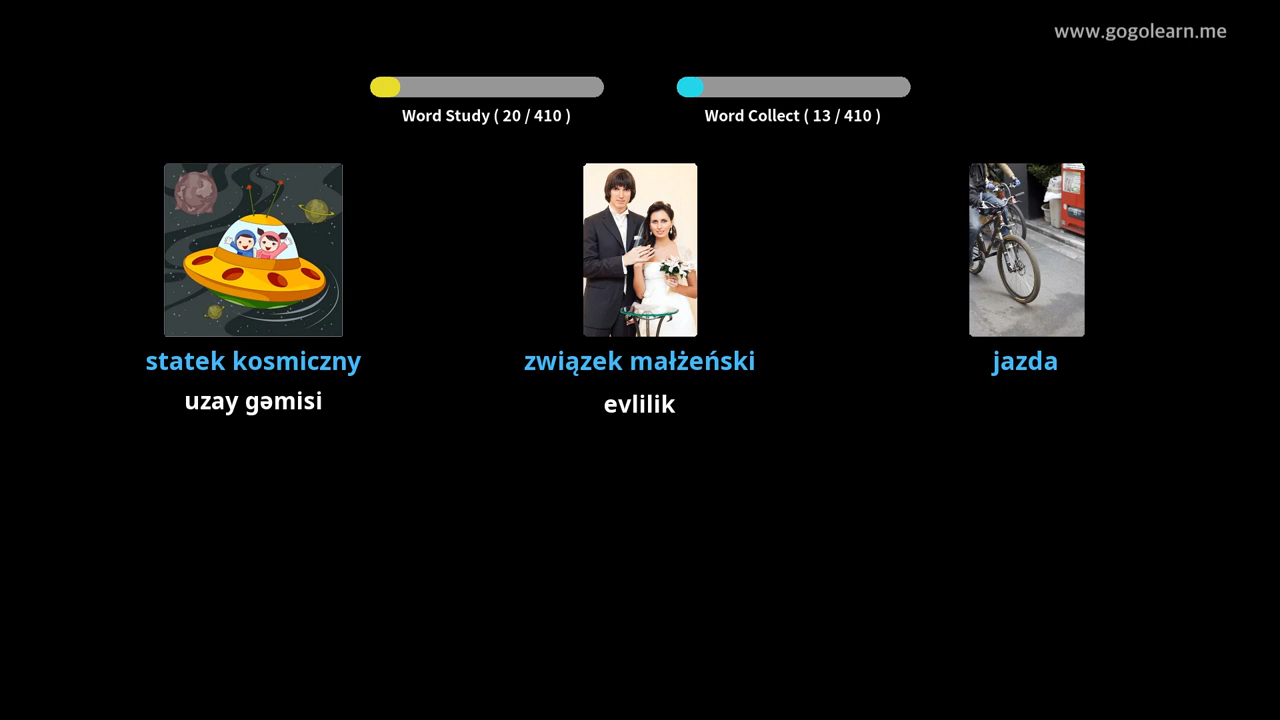 www.gogolearn.me
Word Study ( 20 / 410 )
Word Collect ( 13 / 410 )
statek kosmiczny
uzay gəmisi
związek małżeński
evlilik
jazda